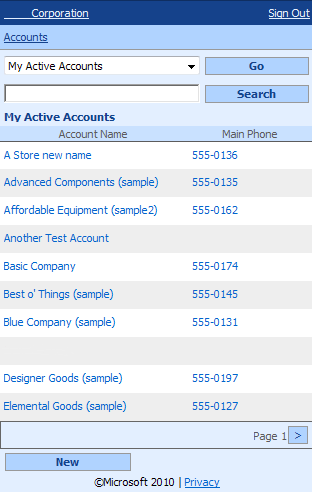 Corporation Sign Out
Accounts
My Active Accounts Go
Search
My Active Accounts
Account Name Main Phone
A Store new name 555-0136
Advanced Components (sample) 555-0135
Affordable Equipment (sample2) 555-0162
Another Test Account
Basic Company 555-0174
Best o' Things (sample) 555-0145
Blue Company (sample) 555-0131
Designer Goods (sample) 555-0197
Elemental Goods (sample) 555-0127
Page 1 >
New
©Microsoft 2010 | Privacy